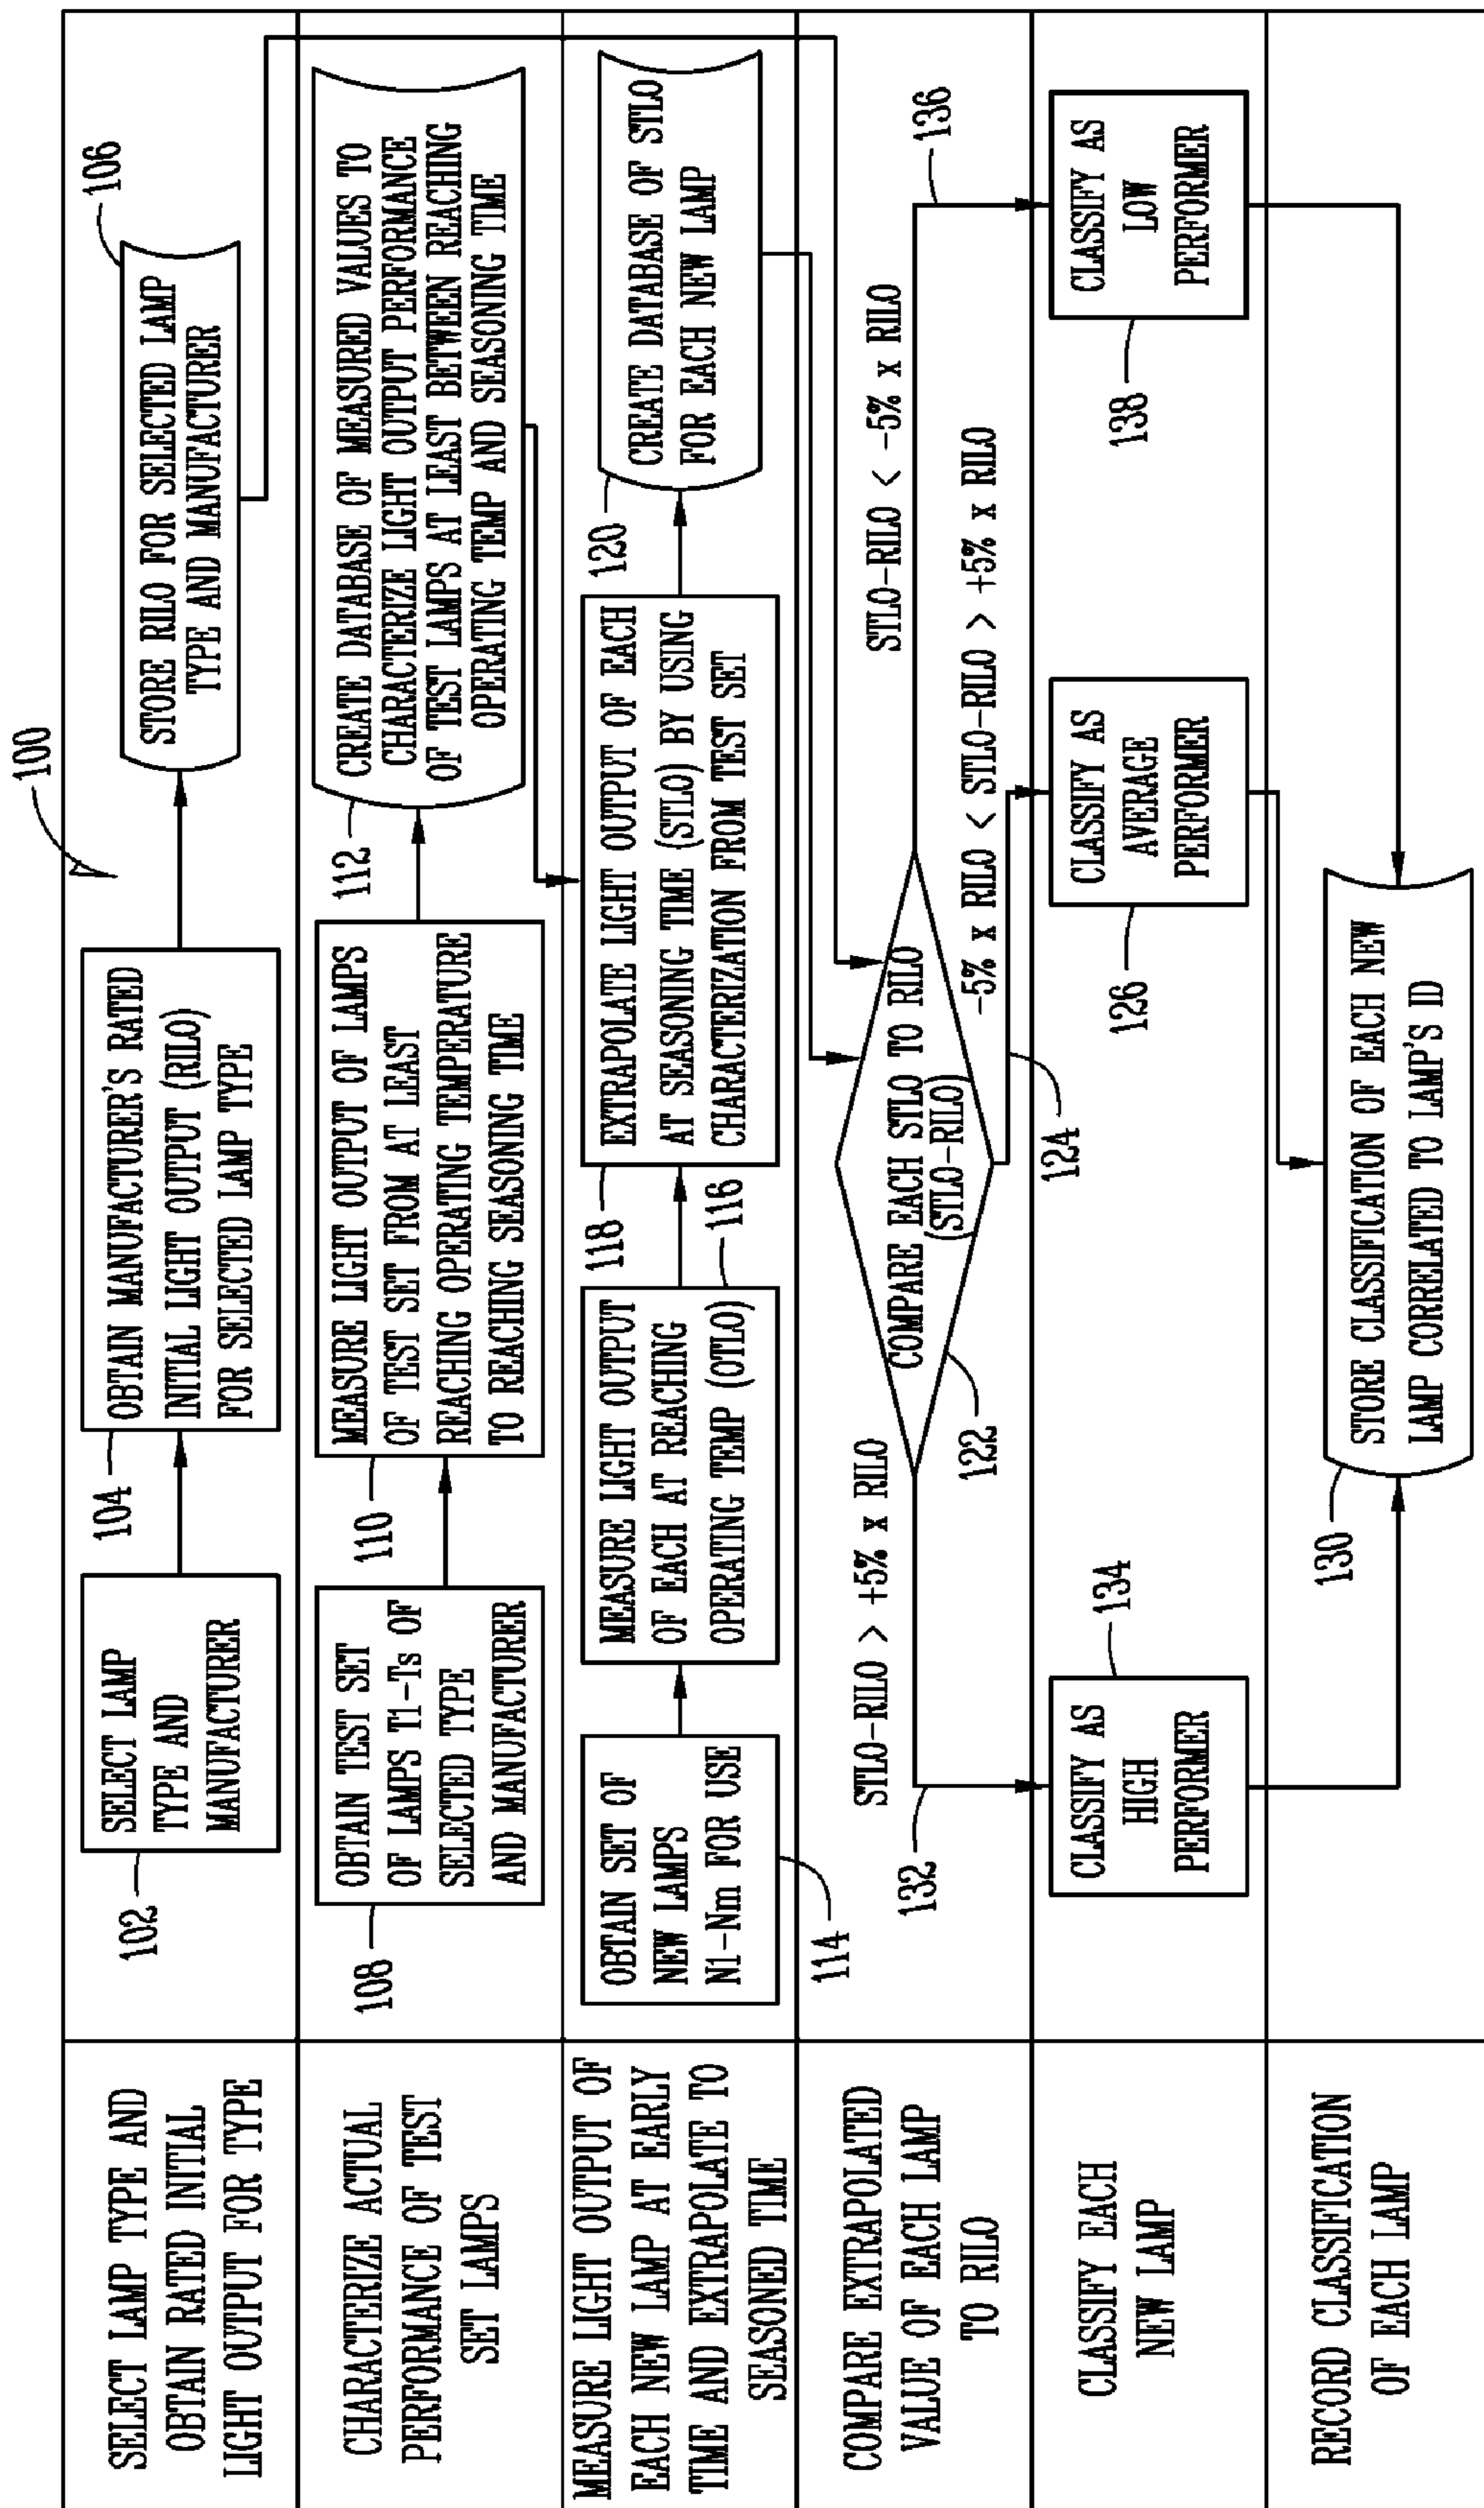 100
SELECT LAMP TYPE AND
OBTAIN RATED INITIAL
LIGHT OUTPUT FOR TYPE
102
SELECT LAMP
TYPE AND
MANUFACTURER
104
OBTAIN MANUFACTURER'S RATED
INITIAL LIGHT OUTPUT (RILO)
FOR SELECTED LAMP TYPE
106
STORE RILO FOR SELECTED LAMP
TYPE AND MANUFACTURER
CHARACTERIZE ACTUAL
PERFORMANCE OF TEST
SET LAMPS
108
OBTAIN TEST SET
OF LAMPS T1-Ts OF
SELECTED TYPE
AND MANUFACTURER
110
MEASURE LIGHT OUTPUT OF LAMPS
OF TEST SET FROM AT LEAST
REACHING OPERATING TEMPERATURE
TO REACHING SEASONING TIME
112
CREATE DATABASE OF MEASURED VALUES TO
CHARACTERIZE LIGHT OUTPUT PERFORMANCE
OF TEST LAMPS AT LEAST BETWEEN REACHING
OPERATING TEMP AND SEASONING TIME
MEASURE LIGHT OUTPUT OF
EACH NEW LAMP AT EARLY
TIME AND EXTRAPOLATE TO
SEASONED TIME
114
OBTAIN SET OF
NEW LAMPS
N1-Nm FOR USE
116
MEASURE LIGHT OUTPUT
OF EACH AT REACHING
OPERATING TEMP (OTLO)
118
EXTRAPOLATE LIGHT OUTPUT OF EACH
AT SEASONING TIME (STLO) BY USING
CHARACTERIZATION FROM TEST SET
120
CREATE DATABASE OF STLO
FOR EACH NEW LAMP
COMPARE EXTRAPOLATED
VALUE OF EACH LAMP
TO RILO
STLO-RILO > +5% x RILO
132
122
COMPARE EACH STLO TO RILO
(STLO-RILO)
124
-5% x RILO < STLO-RILO > +5% x RILO
STLO-RILO < -5% x RILO
136
CLASSIFY EACH
NEW LAMP
134
CLASSIFY AS
HIGH
PERFORMER
126
CLASSIFY AS
AVERAGE
PERFORMER
138
CLASSIFY AS
LOW
PERFORMER
RECORD CLASSIFICATION
OF EACH LAMP
130
STORE CLASSIFICATION OF EACH NEW
LAMP CORRELATED TO LAMP'S ID